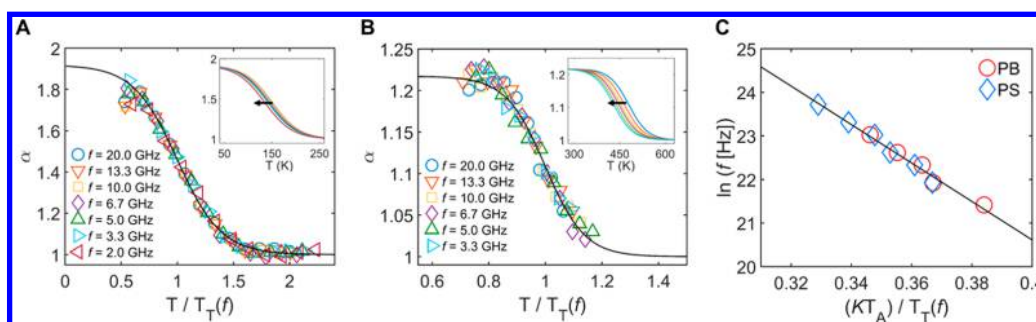 A
α
2
1.8
1.6
1.4
1.2
1
0
0.5
1
1.5
2
T / T_T(f)
f = 20.0 GHz
f = 13.3 GHz
f = 10.0 GHz
f = 6.7 GHz
f = 5.0 GHz
f = 3.3 GHz
f = 2.0 GHz
2
1.5
1
50
150
250
T (K)
B
α
1.25
1.2
1.15
1.1
1.05
1
0.6
0.8
1
1.2
1.4
T / T_T(f)
f = 20.0 GHz
f = 13.3 GHz
f = 10.0 GHz
f = 6.7 GHz
f = 5.0 GHz
f = 3.3 GHz
1.2
1.1
1
300
450
600
T (K)
C
ln (f [Hz])
25
24
23
22
21
20
0.32
0.34
0.36
0.38
0.4
(KT_A) / T_T(f)
PB
PS